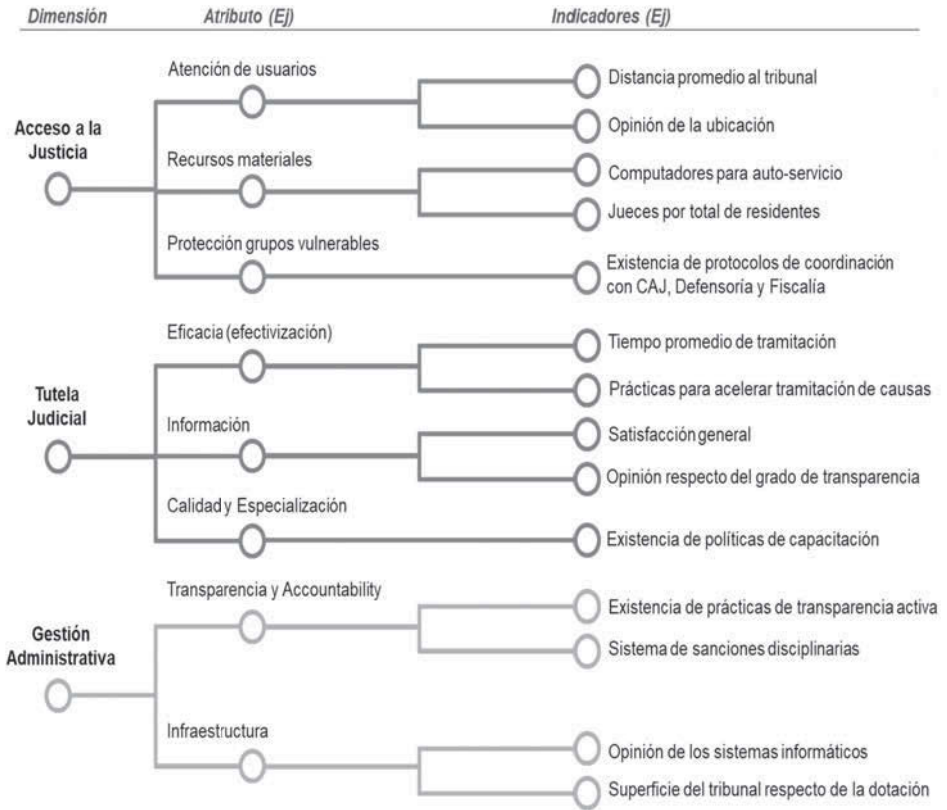 Dimensión Atributo (Ej) Indicadores (Ej)
Atención de usuarios
Distancia promedio al tribunal
Opinión de la ubicación
Acceso a la
Justicia
Recursos materiales
Computadores para auto-servicio
Jueces por total de residentes
Protección grupos vulnerables
Existencia de protocolos de coordinación
con CAJ, Defensoría y Fiscalía
Eficacia (efectivización)
Tiempo promedio de tramitación
Prácticas para acelerar tramitación de causas
Tutela
Judicial
Información
Satisfacción general
Opinión respecto del grado de transparencia
Calidad y Especialización
Existencia de políticas de capacitación
Transparencia y Accountability
Existencia de prácticas de transparencia activa
Sistema de sanciones disciplinarias
Gestión
Administrativa
Infraestructura
Opinión de los sistemas informáticos
Superficie del tribunal respecto de la dotación